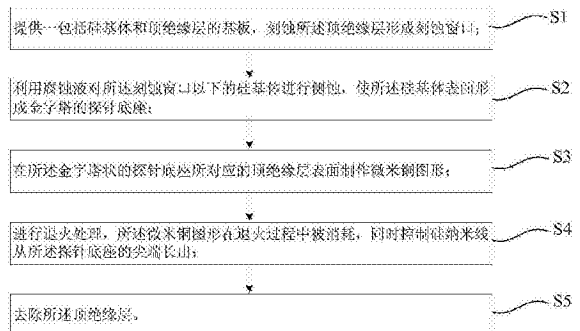 提供一包括硅基体和顶绝缘层的基板，刻蚀所述顶绝缘层形成刻蚀窗口； S1
利用腐蚀液对所述刻蚀窗口以下的硅基体进行侧蚀，使所述硅基体表面形 S2
成金字塔的探针底座；
在所述金字塔状的探针底座所对应的顶绝缘层表面制作微米铜图形； S3
进行退火处理，所述微米铜图形在退火过程中被消耗，同时控制硅纳米线 S4
从所述探针底座的尖端长出；
去除所述顶绝缘层。 S5